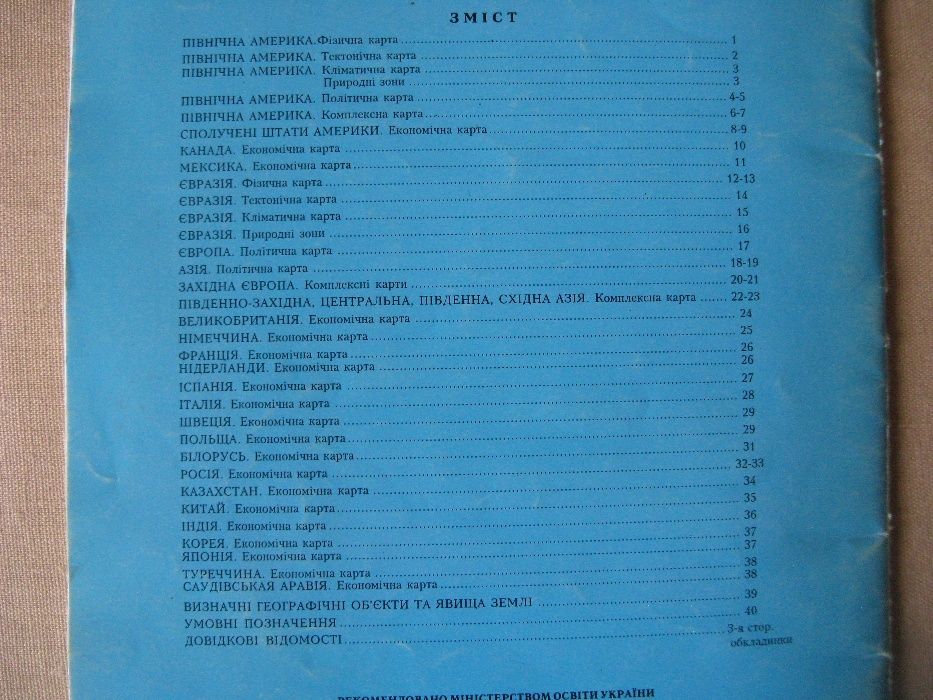 ЗМІСТ
ПІВНІЧНА АМЕРИКА.Фізична карта ........ 1
ПІВНІЧНА АМЕРИКА. Тектонічна карта ........ 2
ПІВНІЧНА АМЕРИКА. Кліматична карта ........ 3
Природні зони ........ 3
ПІВНІЧНА АМЕРИКА. Політична карта ........ 4-5
ПІВНІЧНА АМЕРИКА. Комплексна карта ........ 6-7
СПОЛУЧЕНІ ШТАТИ АМЕРИКИ. Економічна карта ........ 8-9
КАНАДА. Економічна карта ........ 10
МЕКСИКА. Економічна карта ........ 11
ЄВРАЗІЯ. Фізична карта ........ 12-13
ЄВРАЗІЯ. Тектонічна карта ........ 14
ЄВРАЗІЯ. Кліматична карта ........ 15
ЄВРАЗІЯ. Природні зони ........ 16
ЄВРОПА. Політична карта ........ 17
АЗІЯ. Політична карта ........ 18-19
ЗАХІДНА ЄВРОПА. Комплексні карти ........ 20-21
ПІВДЕННО-ЗАХІДНА, ЦЕНТРАЛЬНА, ПІВДЕННА, СХІДНА АЗІЯ. Комплексна карта ........ 22-23
ВЕЛИКОБРИТАНІЯ. Економічна карта ........ 24
НІМЕЧЧИНА. Економічна карта ........ 25
ФРАНЦІЯ. Економічна карта ........ 26
НІДЕРЛАНДИ. Економічна карта ........ 26
ІСПАНІЯ. Економічна карта ........ 27
ІТАЛІЯ. Економічна карта ........ 28
ШВЕЦІЯ. Економічна карта ........ 29
ПОЛЬЩА. Економічна карта ........ 29
БІЛОРУСЬ. Економічна карта ........ 31
РОСІЯ. Економічна карта ........ 32-33
КАЗАХСТАН. Економічна карта ........ 34
КИТАЙ. Економічна карта ........ 35
ІНДІЯ. Економічна карта ........ 36
КОРЕЯ. Економічна карта ........ 37
ЯПОНІЯ. Економічна карта ........ 37
ТУРЕЧЧИНА. Економічна карта ........ 38
САУДІВСЬКАЯ АРАВІЯ. Економічна карта ........ 38
ВИЗНАЧНІ ГЕОГРАФІЧНІ ОБ'ЄКТИ ТА ЯВИЩА ЗЕМЛІ ........ 39
УМОВНІ ПОЗНАЧЕННЯ ........ 40
ДОВІДКОВІ ВІДОМОСТІ ........ 3-я стор.
обкладинки
РЕКОМЕНДОВАНО МІНІСТЕРСТВОМ ОСВІТИ УКРАЇНИ